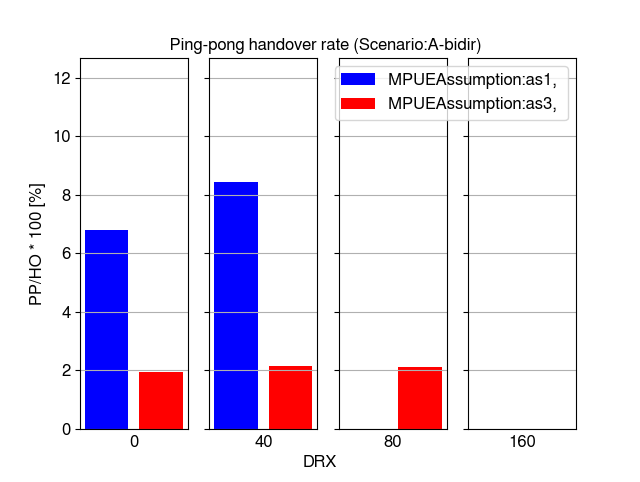 Ping-pong handover rate (Scenario:A-bidir)
MPUEAssumption:as1,
MPUEAssumption:as3,
PP/HO * 100 [%]
12
10
8
6
4
2
0
0 40 80 160
DRX